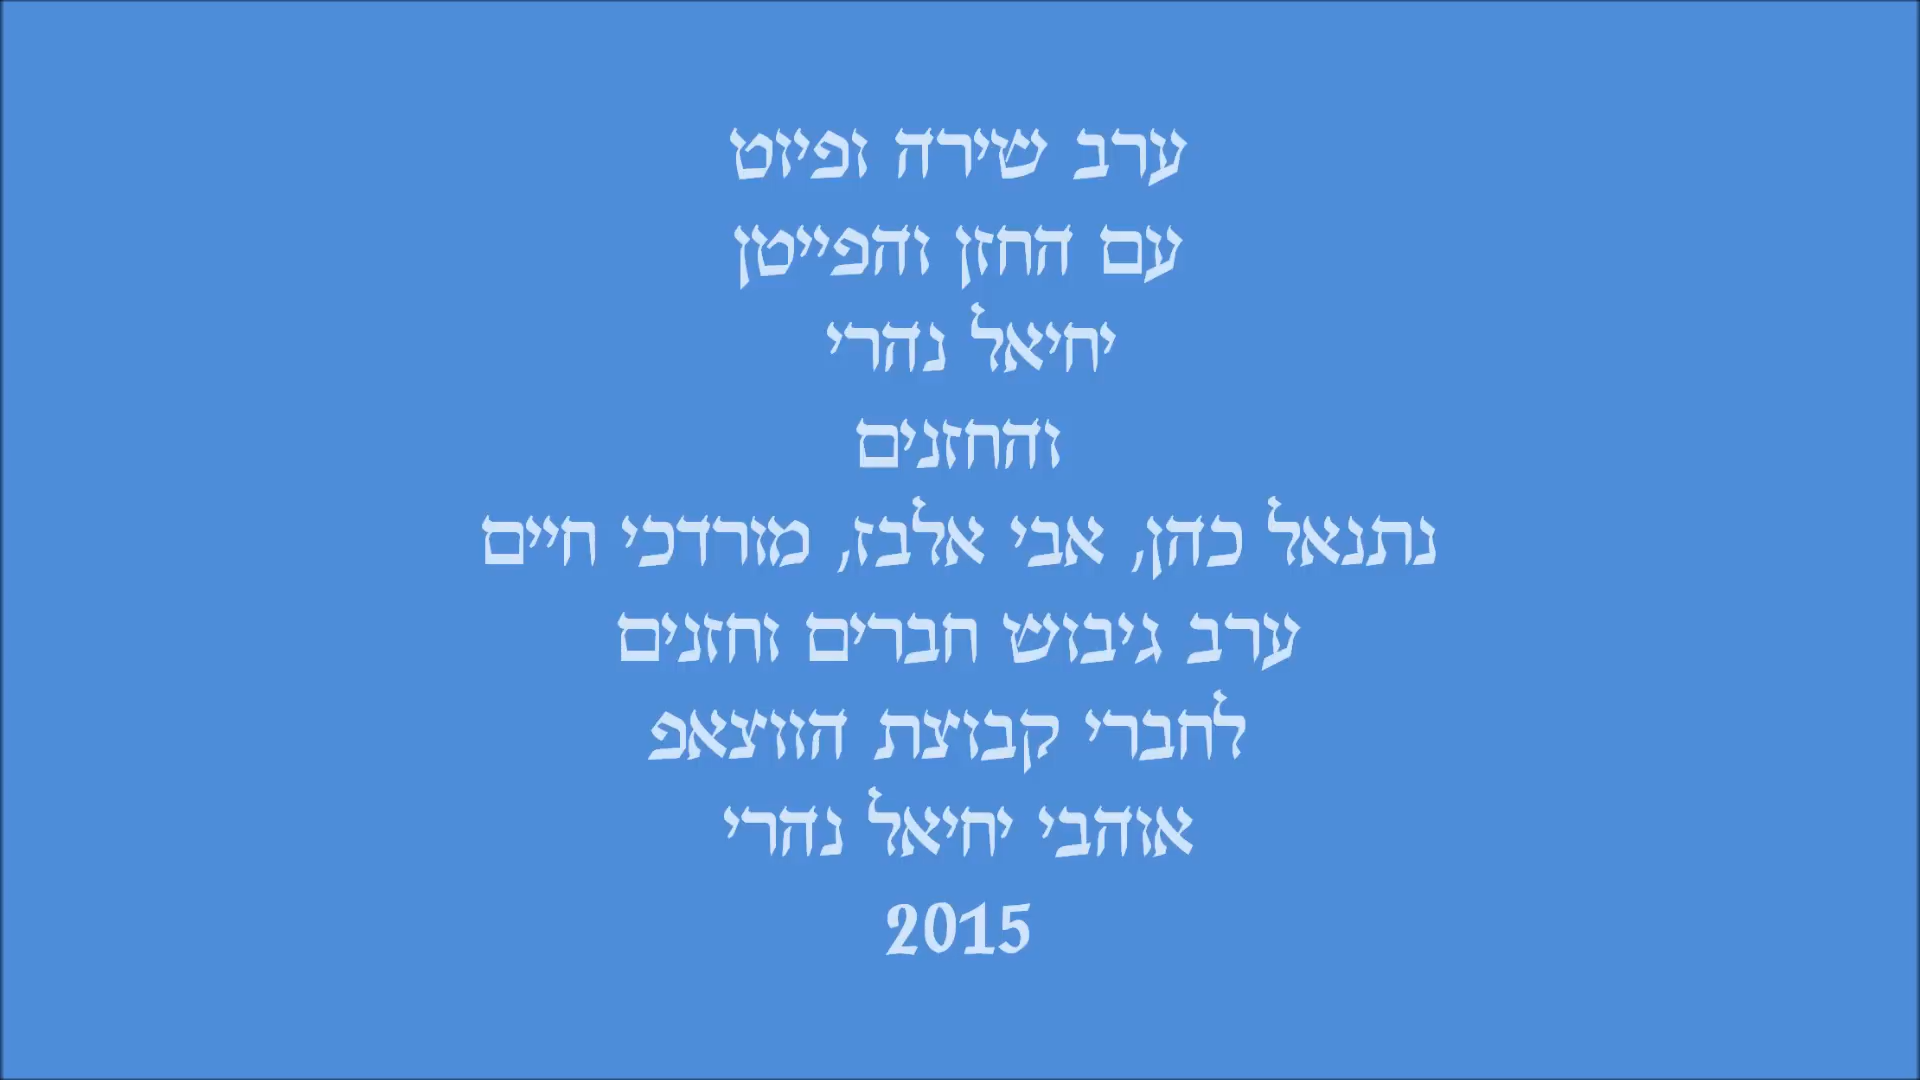 ערב שירה ופיוט
עם החזן והפייטן
יחיאל נהרי
והחזנים
נתנאל כהן, אבי אלבז, מורדכי חיים
ערב גיבוש חברים וחזנים
לחברי קבוצת הווצאפ
אוהבי יחיאל נהרי
2015